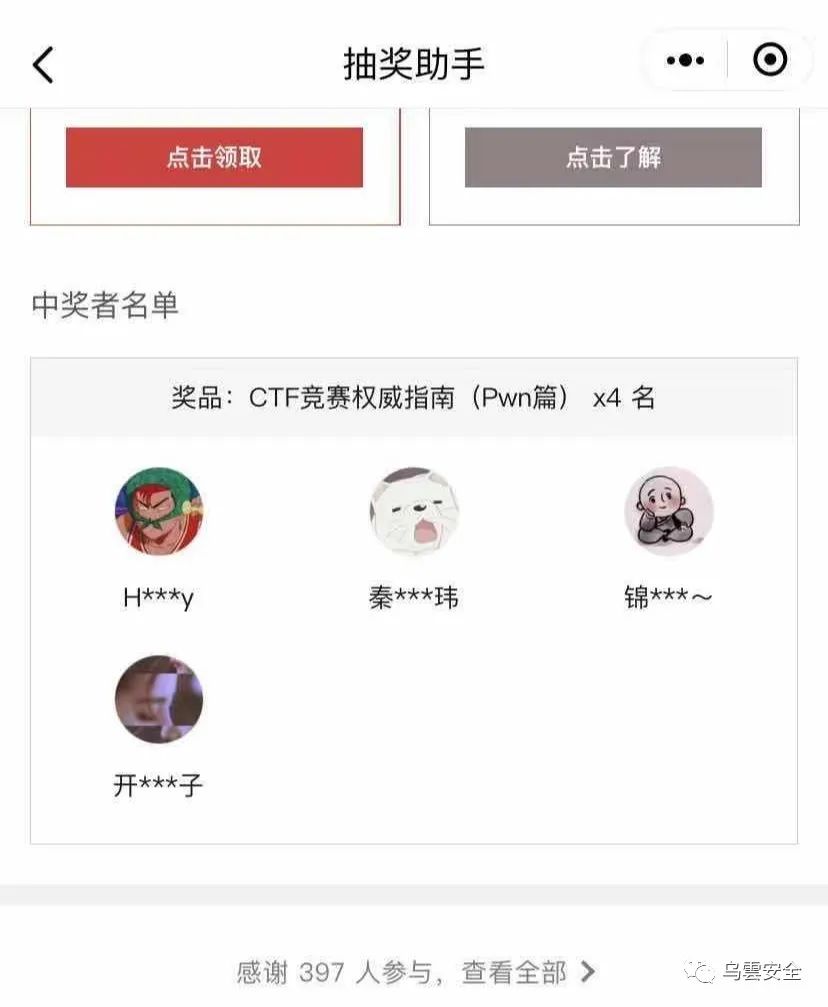 抽奖助手
点击领取 点击了解
中奖者名单
奖品：CTF竞赛权威指南（Pwn篇） x4 名
H***y 秦***玮 锦***～
开***子
感谢 397 人参与，查看全部
乌雲安全